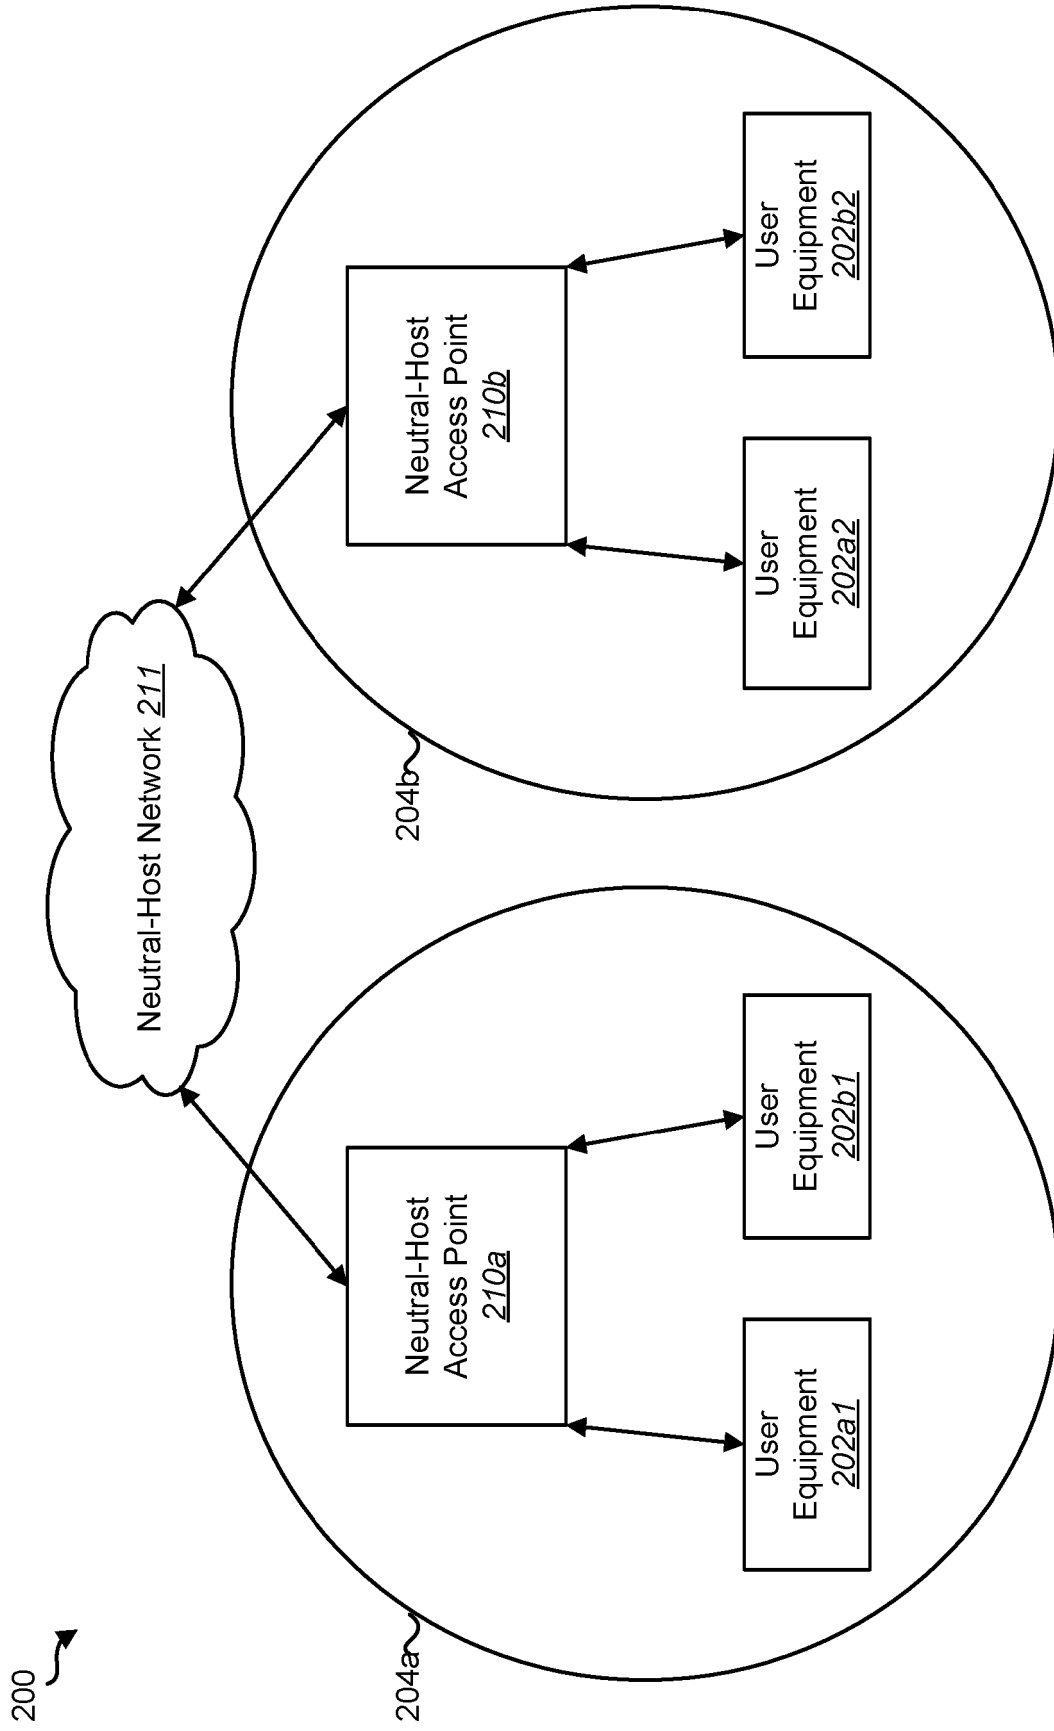 200
Neutral-Host Network 211
204a
Neutral-Host
Access Point
210a
User
Equipment
202a1
User
Equipment
202b1
204b
Neutral-Host
Access Point
210b
User
Equipment
202a2
User
Equipment
202b2